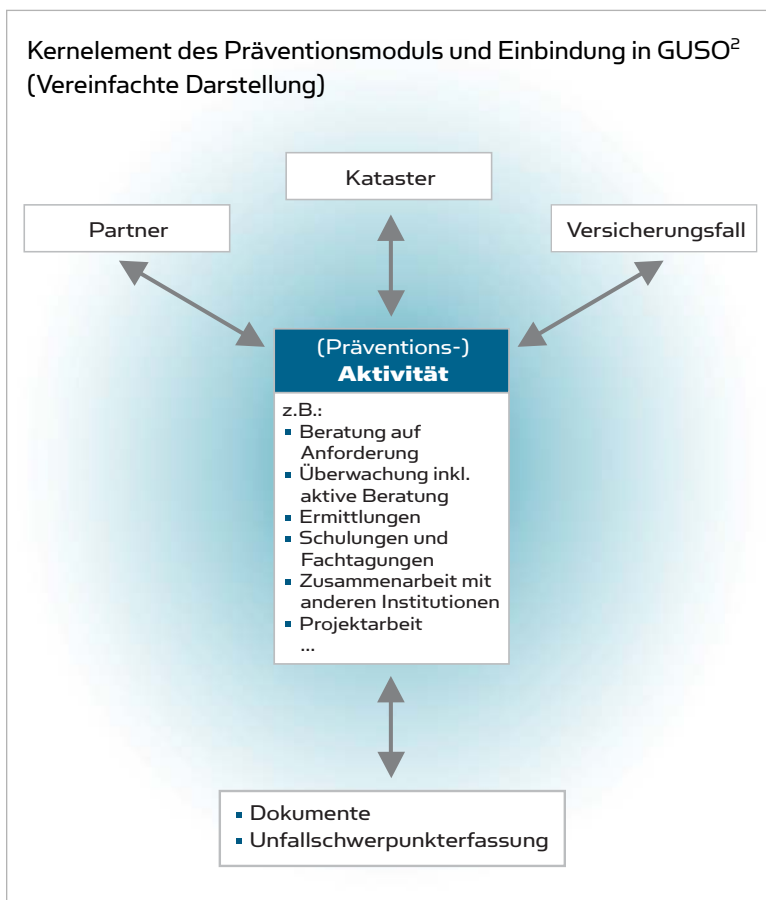 Kernelement des Präventionsmoduls und Einbindung in GUSO²
(Vereinfachte Darstellung)
Kataster
Partner
Versicherungsfall
(Präventions-)
Aktivität
z.B.:
▪ Beratung auf
Anforderung
▪ Überwachung inkl.
aktive Beratung
▪ Ermittlungen
▪ Schulungen und
Fachtagungen
▪ Zusammenarbeit mit
anderen Institutionen
▪ Projektarbeit
...
▪ Dokumente
▪ Unfallschwerpunkterfassung